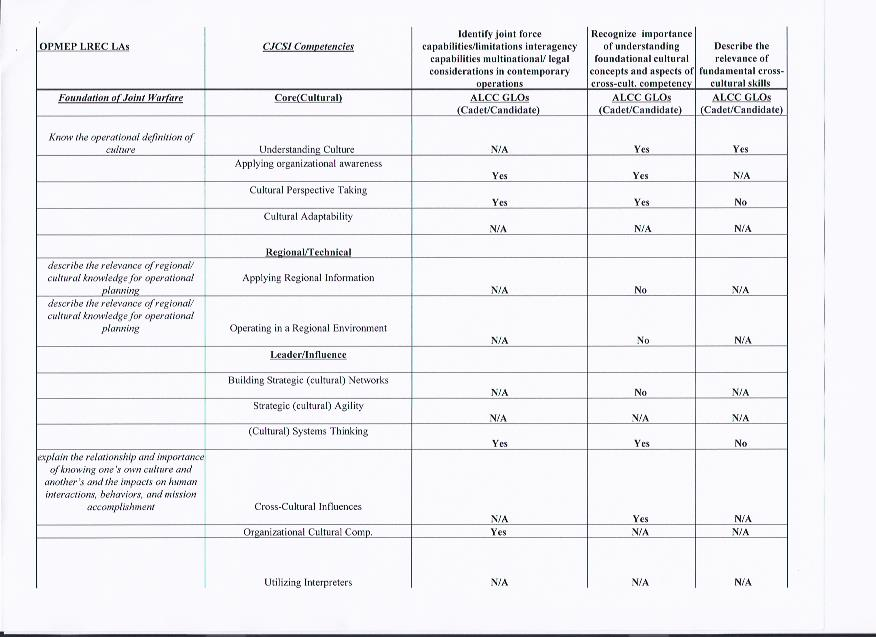 OPMEP LREC LAs
CJCSI Competencies
Identify joint force
capabilities/limitations interagency
capabilities multinational/ legal
considerations in contemporary
operations
Recognize importance
of understanding
foundational cultural
concepts and aspects of
cross-cult. competency
Describe the
relevance of
fundamental cross-
cultural skills
Foundation of Joint Warfare
Core(Cultural)
ALCC GLOs
(Cadet/Candidate)
ALCC GLOs
(Cadet/Candidate)
ALCC GLOs
(Cadet/Candidate)
Know the operational definition of
culture
Understanding Culture
N/A
Yes
Yes
Applying organizational awareness
Yes
Yes
N/A
Cultural Perspective Taking
Yes
Yes
No
Cultural Adaptability
N/A
N/A
N/A
Regional/Technical
describe the relevance of regional/
cultural knowledge for operational
planning
Applying Regional Information
N/A
No
N/A
describe the relevance of regional/
cultural knowledge for operational
planning
Operating in a Regional Environment
N/A
No
N/A
Leader/Influence
Building Strategic (cultural) Networks
N/A
No
N/A
Strategic (cultural) Agility
N/A
N/A
N/A
(Cultural) Systems Thinking
Yes
Yes
No
explain the relationship and importance
of knowing one's own culture and
another's and the impacts on human
interactions, behaviors, and mission
accomplishment
Cross-Cultural Influences
N/A
Yes
N/A
Organizational Cultural Comp.
Yes
N/A
N/A
Utilizing Interpreters
N/A
N/A
N/A